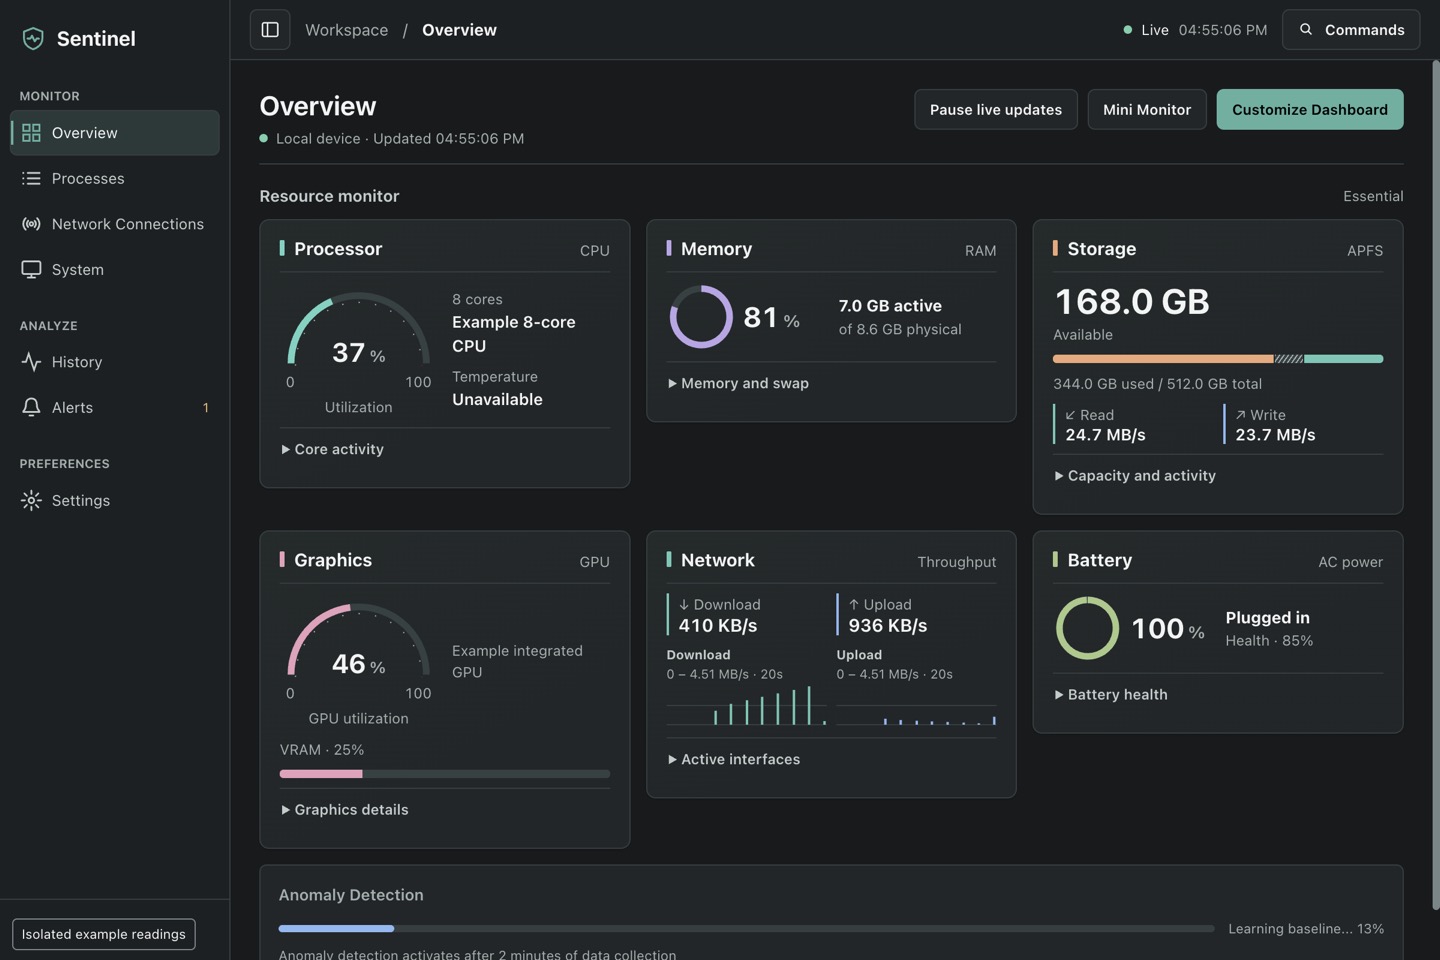 Sentinel
MONITOR
Overview
Processes
Network Connections
System
ANALYZE
History
Alerts 1
PREFERENCES
Settings
Isolated example readings
Workspace / Overview
Live 04:55:06 PM
Commands
Overview
Local device · Updated 04:55:06 PM
Pause live updates
Mini Monitor
Customize Dashboard
Resource monitor
Essential
Processor CPU
37 %
0 100
Utilization
8 cores
Example 8-core
CPU
Temperature
Unavailable
Core activity
Memory RAM
81 %
7.0 GB active
of 8.6 GB physical
Memory and swap
Storage APFS
168.0 GB
Available
344.0 GB used / 512.0 GB total
↙ Read
24.7 MB/s
↗ Write
23.7 MB/s
Capacity and activity
Graphics GPU
46 %
0 100
GPU utilization
Example integrated
GPU
VRAM · 25%
Graphics details
Network Throughput
↓ Download
410 KB/s
↑ Upload
936 KB/s
Download
0 – 4.51 MB/s · 20s
Upload
0 – 4.51 MB/s · 20s
Active interfaces
Battery AC power
100 %
Plugged in
Health · 85%
Battery health
Anomaly Detection
Learning baseline... 13%
Anomaly detection activates after 2 minutes of data collection